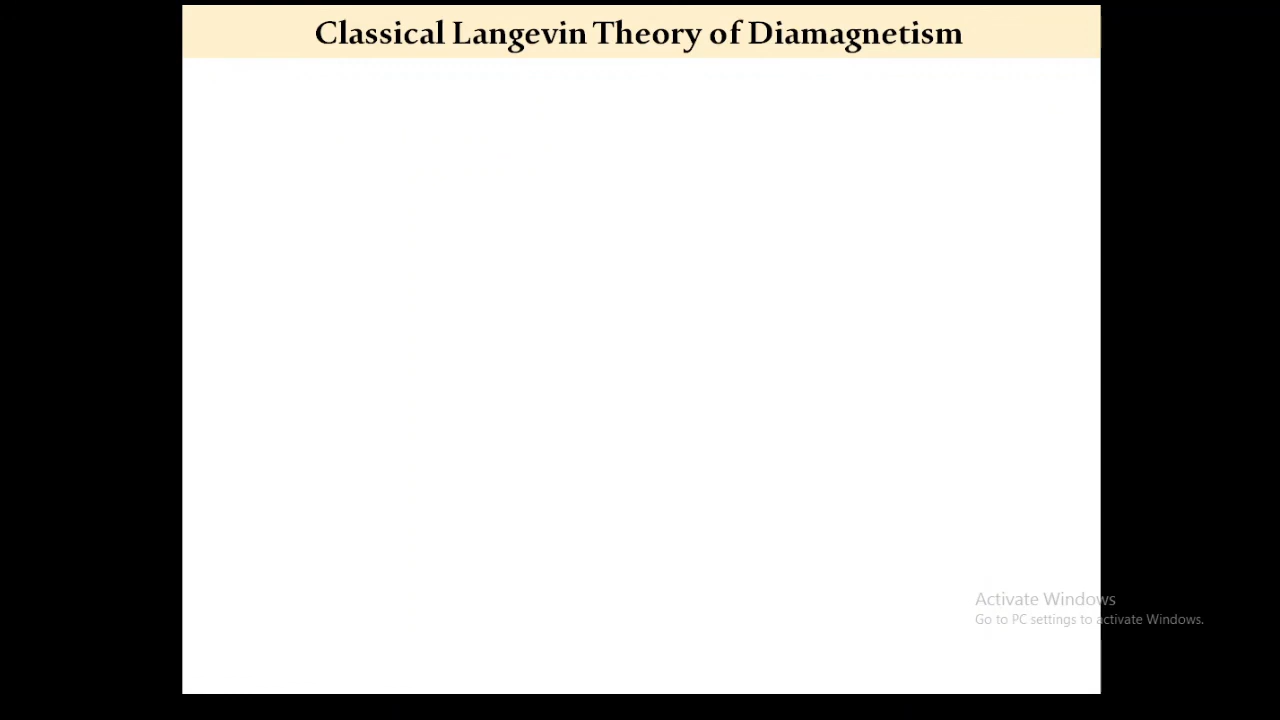 Classical Langevin Theory of Diamagnetism
Activate Windows
Go to PC settings to activate Windows.